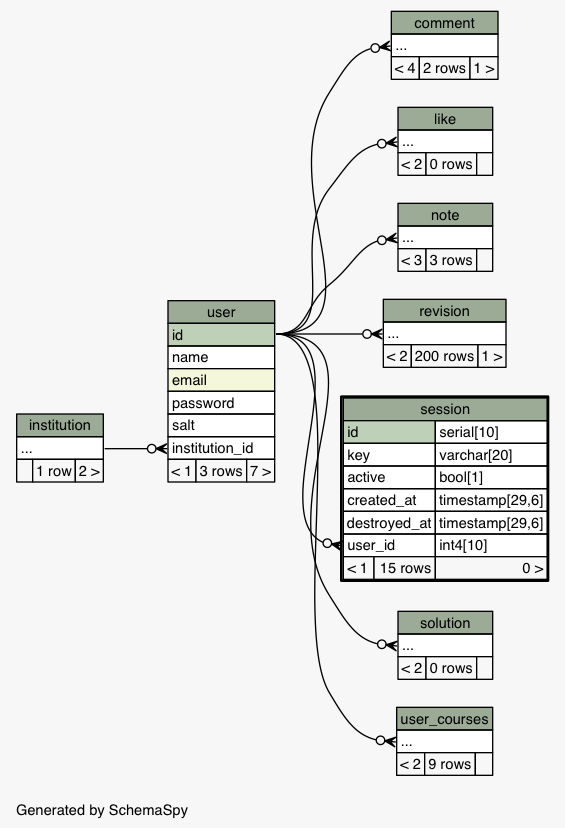 comment
...
< 4 2 rows 1 >
like
...
< 2 0 rows
note
...
< 3 3 rows
user
id
name
email
password
salt
institution_id
< 1 3 rows 7 >
revision
...
< 2 200 rows 1 >
institution
...
1 row 2 >
session
id serial[10]
key varchar[20]
active bool[1]
created_at timestamp[29,6]
destroyed_at timestamp[29,6]
user_id int4[10]
< 1 15 rows 0 >
solution
...
< 2 0 rows
user_courses
...
< 2 9 rows
Generated by SchemaSpy